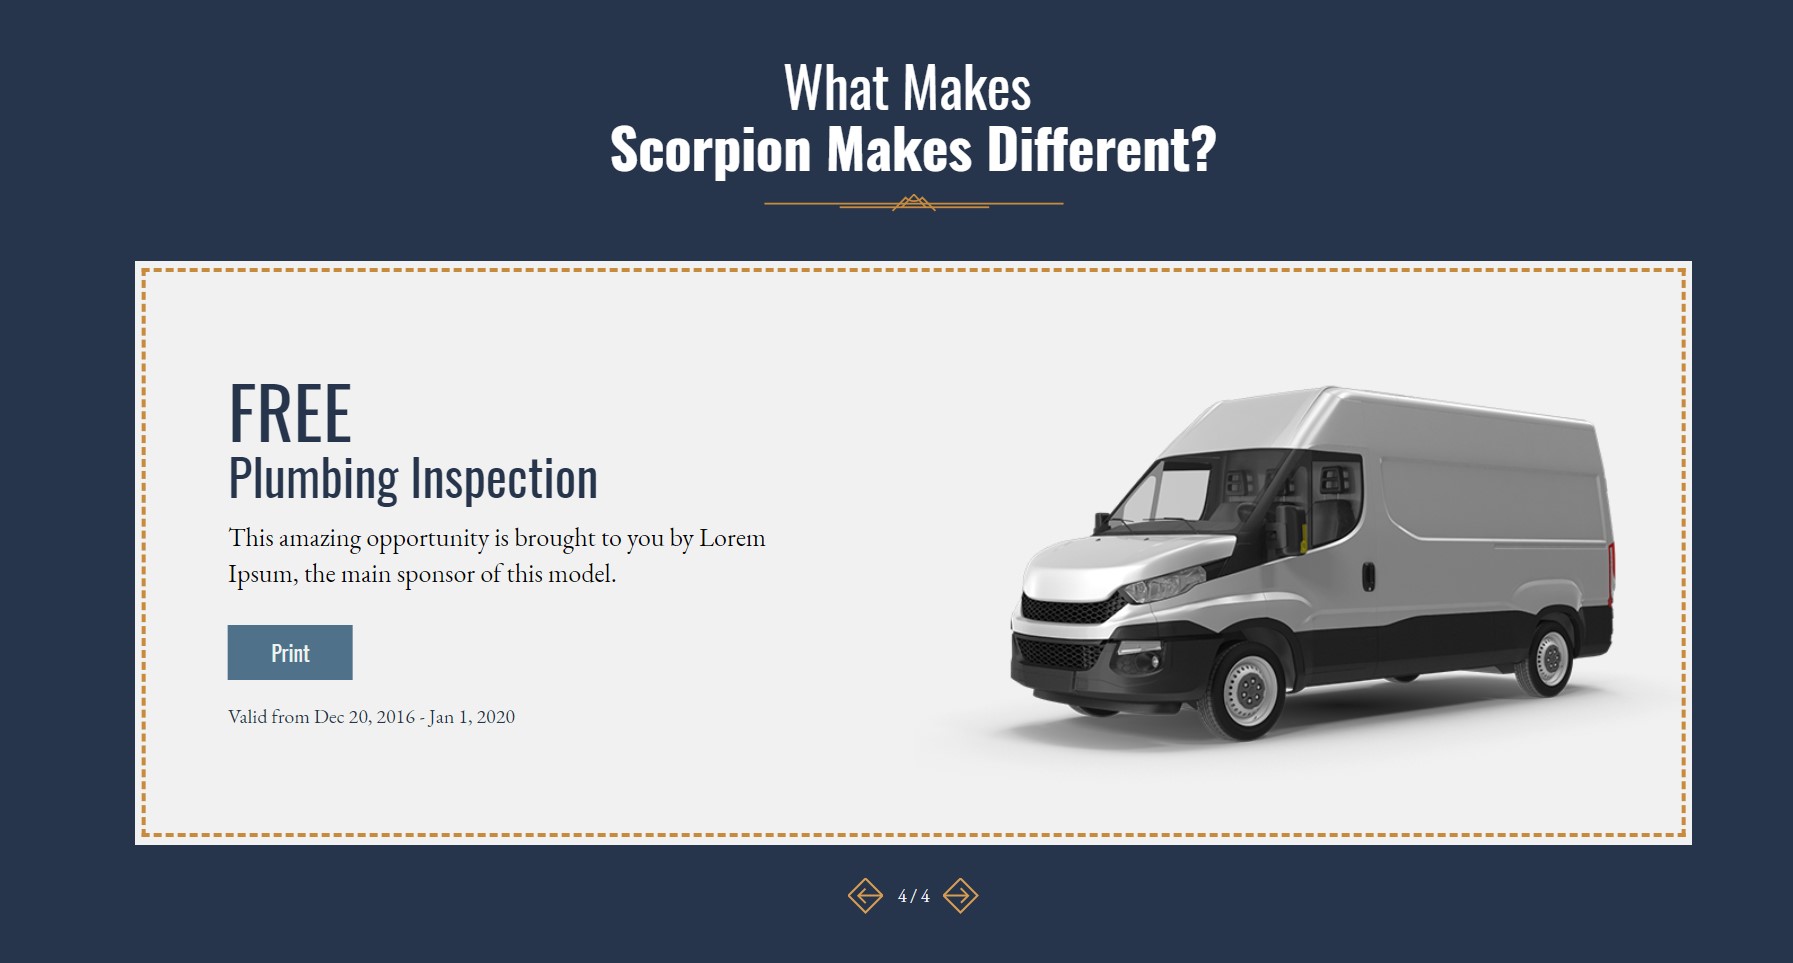 What Makes
Scorpion Makes Different?
FREE
Plumbing Inspection
This amazing opportunity is brought to you by Lorem
Ipsum, the main sponsor of this model.
Print
Valid from Dec 20, 2016 - Jan 1, 2020
4 / 4